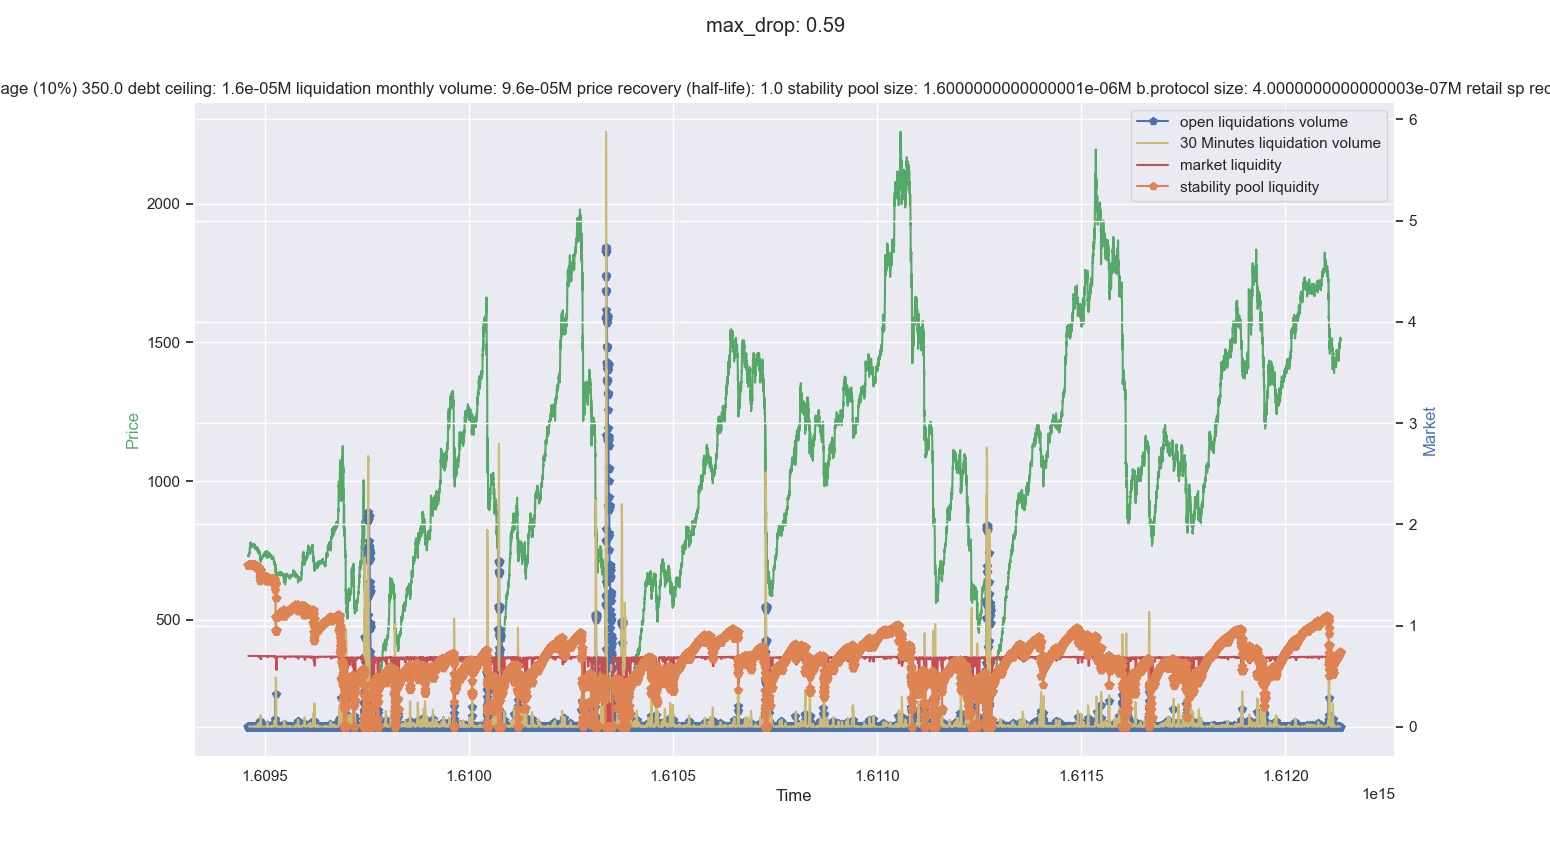 max_drop: 0.59
age (10%) 350.0 debt ceiling: 1.6e-05M liquidation monthly volume: 9.6e-05M price recovery (half-life): 1.0 stability pool size: 1.6000000000000001e-06M b.protocol size: 4.0000000000000003e-07M retail sp rec
open liquidations volume
30 Minutes liquidation volume
market liquidity
stability pool liquidity
2000
1500
1000
500
Price
6
5
4
3
2
1
0
Market
1.6095 1.6100 1.6105 1.6110 1.6115 1.6120
1e15
Time